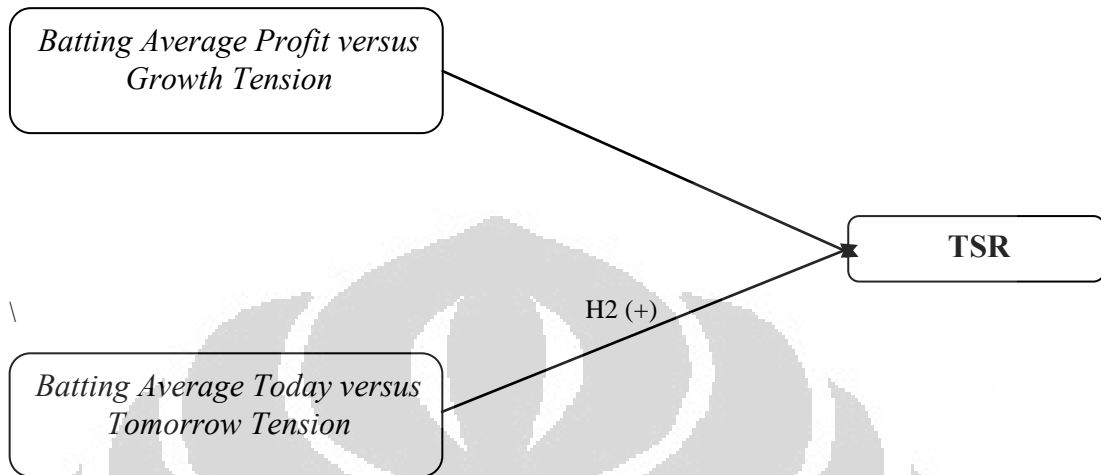 Batting Average Profit versus
Growth Tension
TSR
\
H2 (+)
Batting Average Today versus
Tomorrow Tension